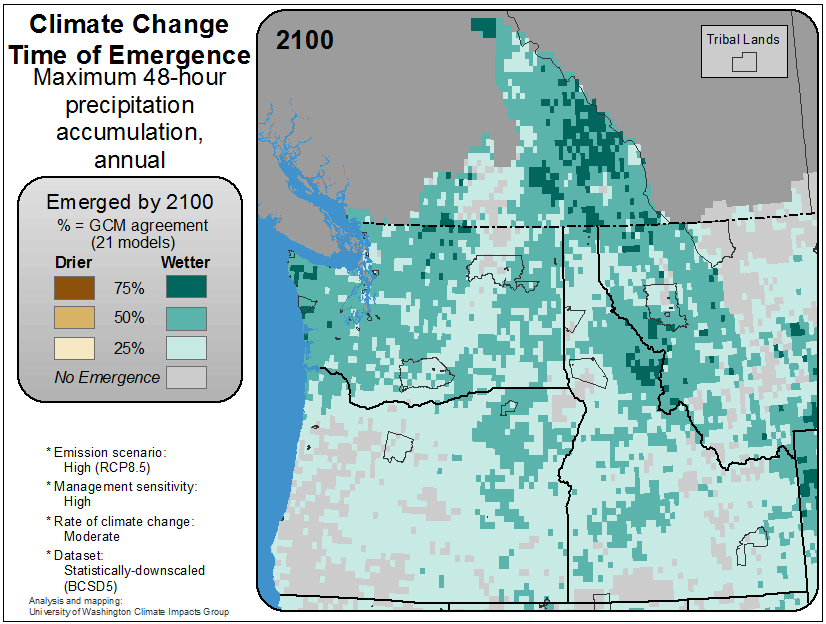 Climate Change
Time of Emergence
Maximum 48-hour
precipitation
accumulation,
annual
Emerged by 2100
% = GCM agreement
(21 models)
Drier Wetter
75%
50%
25%
No Emergence
* Emission scenario:
High (RCP8.5)
* Management sensitivity:
High
* Rate of climate change:
Moderate
* Dataset:
Statistically-downscaled
(BCSD5)
Analysis and mapping:
University of Washington Climate Impacts Group
2100
Tribal Lands